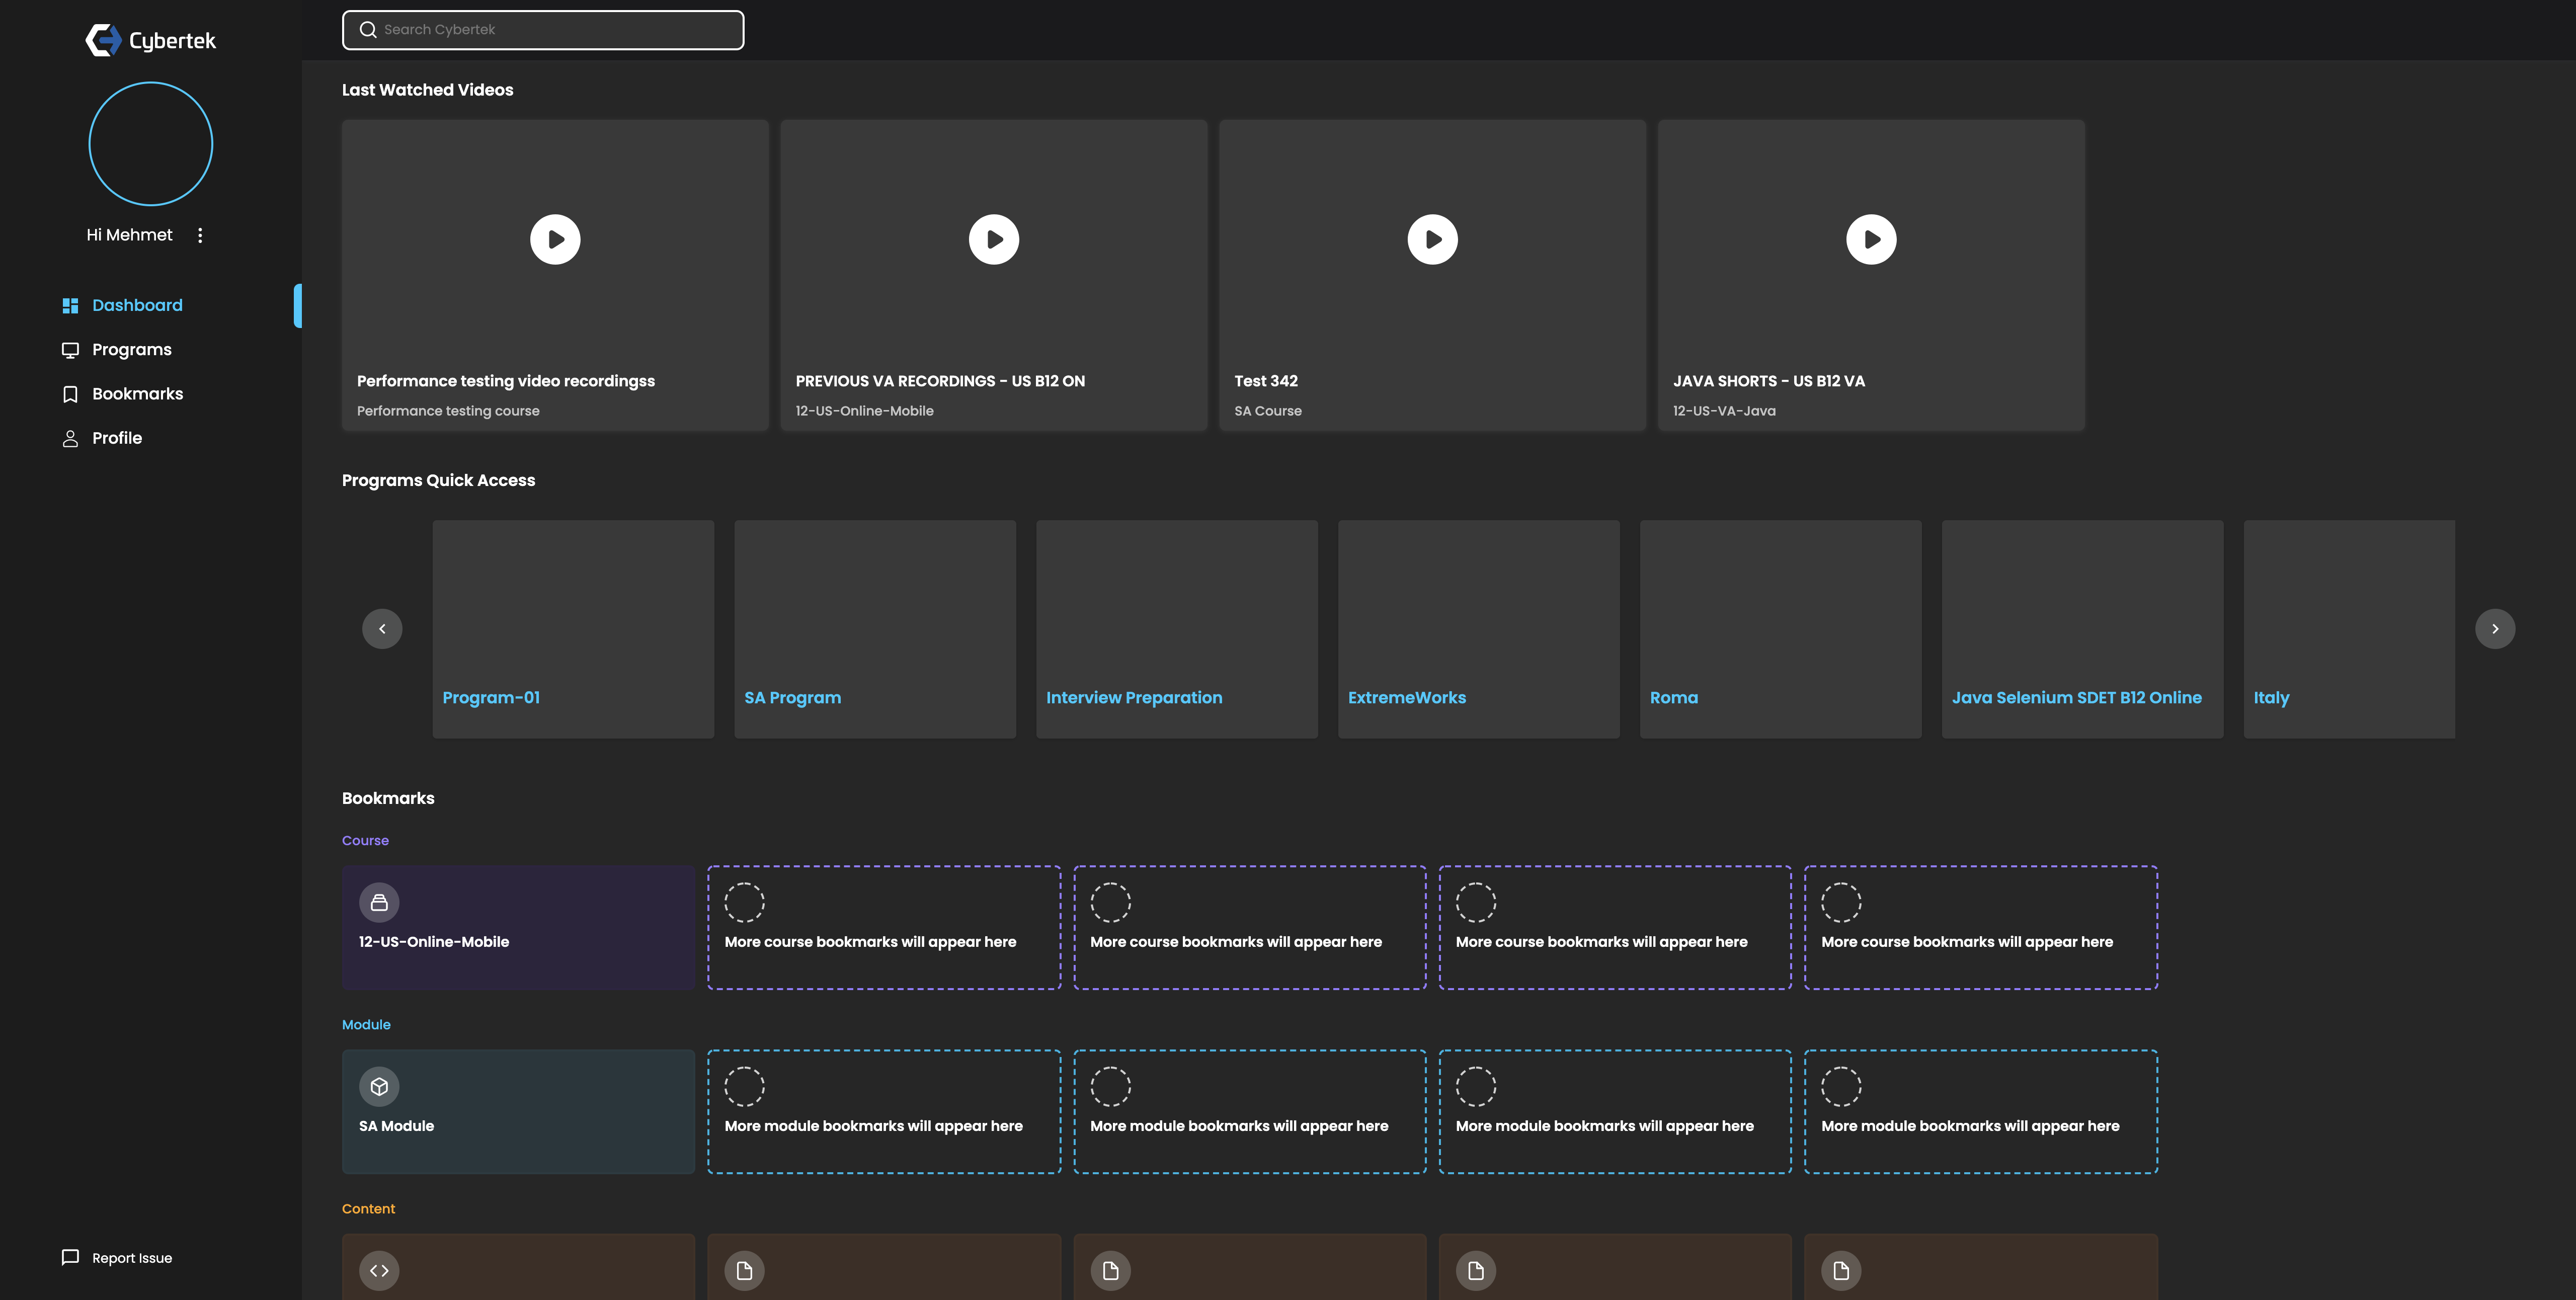 Cybertek
Search Cybertek
Hi Mehmet
Dashboard
Programs
Bookmarks
Profile
Report Issue
Last Watched Videos
Performance testing video recordingss
Performance testing course
PREVIOUS VA RECORDINGS - US B12 ON
12-US-Online-Mobile
Test 342
SA Course
JAVA SHORTS - US B12 VA
12-US-VA-Java
Programs Quick Access
Program-01
SA Program
Interview Preparation
ExtremeWorks
Roma
Java Selenium SDET B12 Online
Italy
Bookmarks
Course
12-US-Online-Mobile
More course bookmarks will appear here
More course bookmarks will appear here
More course bookmarks will appear here
More course bookmarks will appear here
Module
SA Module
More module bookmarks will appear here
More module bookmarks will appear here
More module bookmarks will appear here
More module bookmarks will appear here
Content